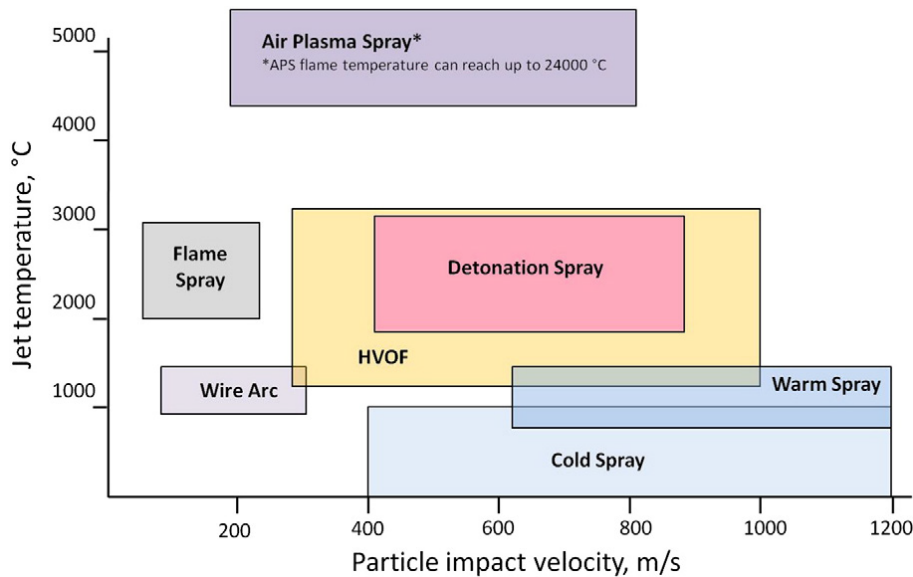 5000
4000
3000
2000
1000
Jet temperature, °C
Air Plasma Spray*
*APS flame temperature can reach up to 24000 °C
Flame
Spray
Detonation Spray
HVOF
Wire Arc
Warm Spray
Cold Spray
200
400
600
800
1000
1200
Particle impact velocity, m/s